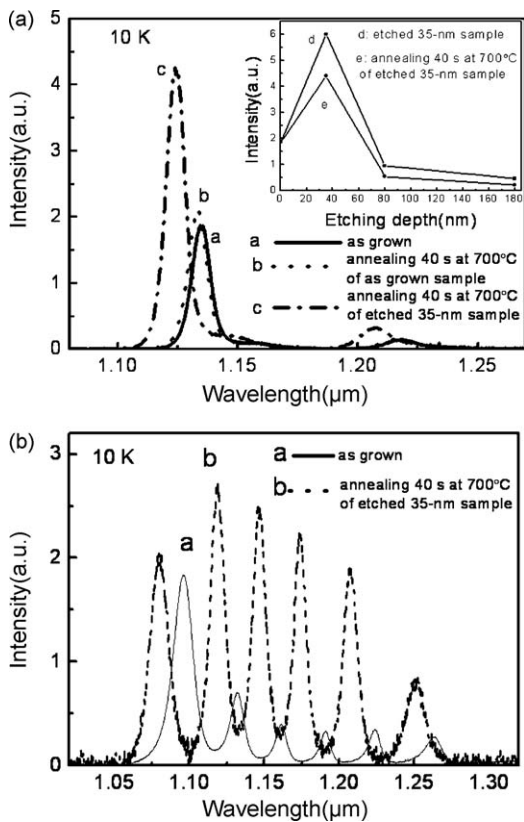 (a)
10 K
c
b
a
Intensity(a.u.)
5
4
3
2
1
0
1.10 1.15 1.20 1.25
Wavelength(μm)
d: etched 35-nm sample
e: annealing 40 s at 700°C
of etched 35-nm sample
d
e
Intensity(a.u.)
6
5
4
3
2
1
0
0 20 40 60 80 100 120 140 160 180
Etching depth(nm)
a as grown
b annealing 40 s at 700°C
of as grown sample
c annealing 40 s at 700°C
of etched 35-nm sample
(b)
10 K
b
a
a as grown
b annealing 40 s at 700°C
of etched 35-nm sample
Intensity(a.u.)
3
2
1
0
1.05 1.10 1.15 1.20 1.25 1.30
Wavelength(μm)